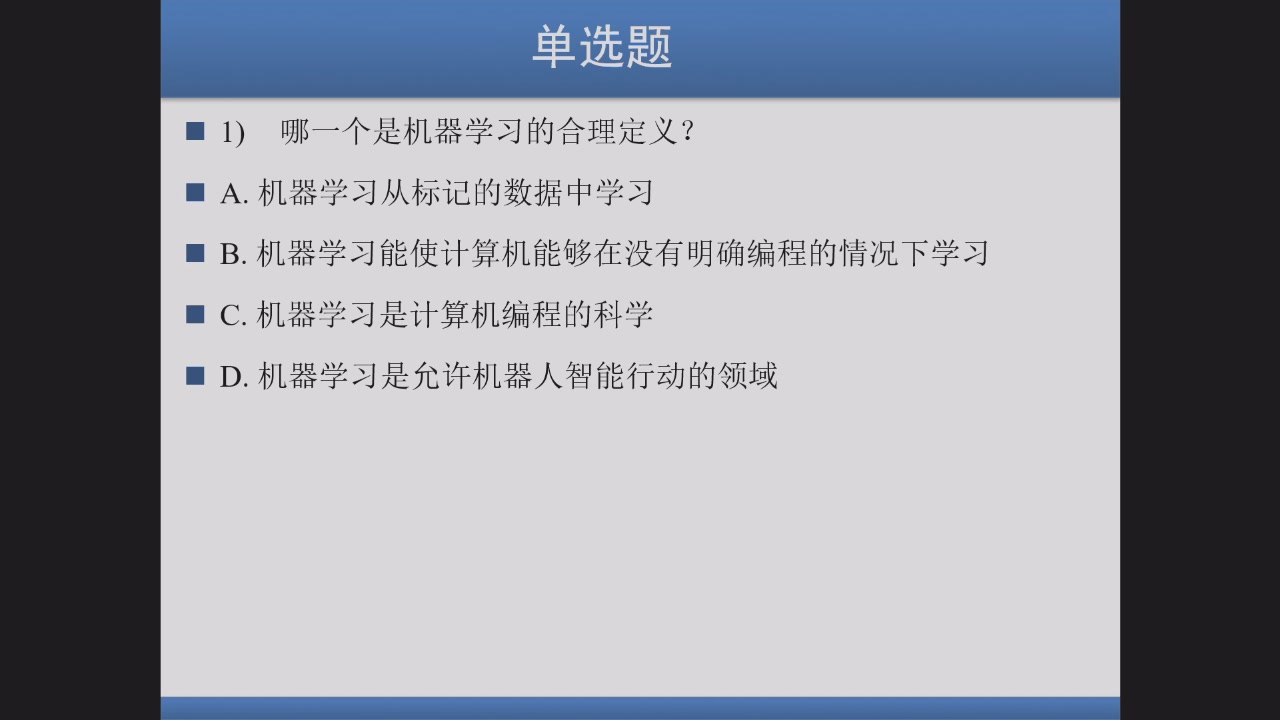 单选题
1) 哪一个是机器学习的合理定义？
A. 机器学习从标记的数据中学习
B. 机器学习能使计算机能够在没有明确编程的情况下学习
C. 机器学习是计算机编程的科学
D. 机器学习是允许机器人智能行动的领域